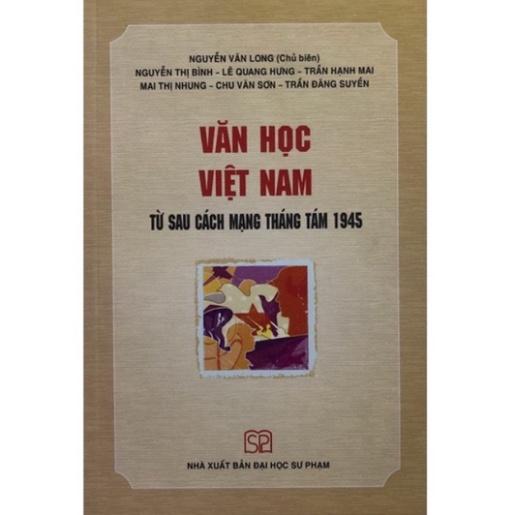 NGUYỄN VĂN LONG (Chủ biên)
NGUYỄN THỊ BÌNH – LÊ QUANG HƯNG – TRẦN HẠNH MAI
MAI THỊ NHUNG – CHU VĂN SƠN – TRẦN ĐĂNG SUYỀN
VĂN HỌC
VIỆT NAM
TỪ SAU CÁCH MẠNG THÁNG TÁM 1945
SP
NHÀ XUẤT BẢN ĐẠI HỌC SƯ PHẠM